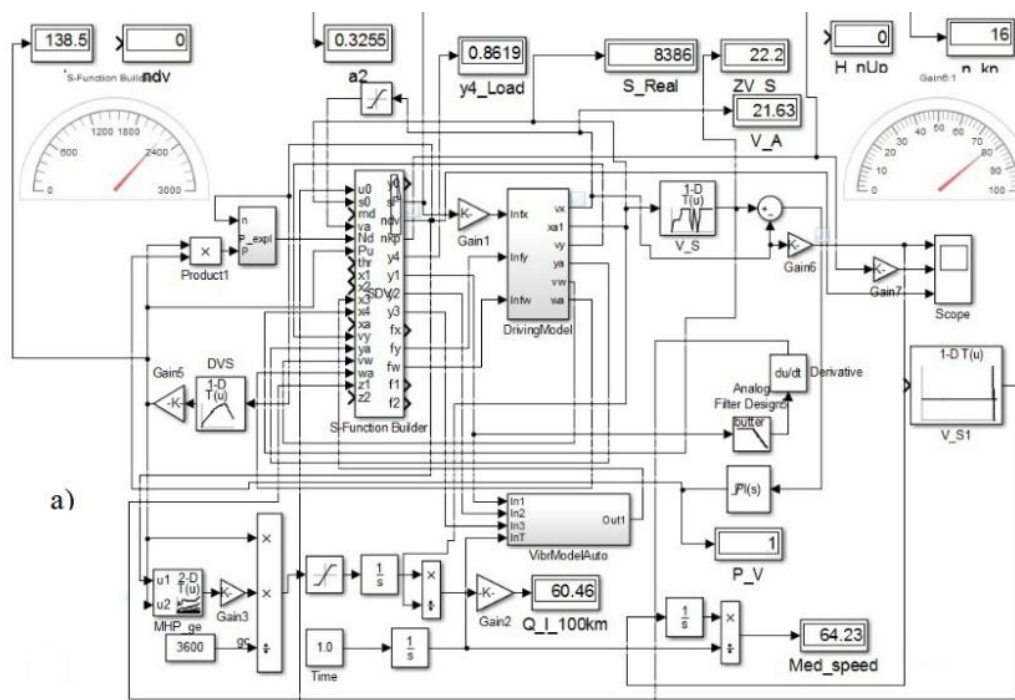 138.5
0
ndv
S-Function Builder
0.3255
a2
0.8619
y4_Load
8386
S_Real
22.2
ZV_S
21.63
V_A
0
H_nUp
16
n_kp
Gain6:1
0
600
1200
1800
2400
3000
0
10
20
30
40
50
60
70
80
90
100
n
P
P_expl
Product1
u0
s0
md
va
Nd
Pu
thr
x1
x2
x3
x4
xa
vy
ya
vw
wa
z1
z2
y0
sP
ndv
nkp
y4
y1
y2
y3
fx
fy
fw
f1
f2
S-Function Builder
-K-
Gain1
Infx
Infy
Infw
vx
xa1
vy
ya
vw
wa
DrivingModel
1-D
T(u)
V_S
K-
Gain6
K-
Gain7
Scope
Gain5
-K-
DVS
1-D
T(u)
Analog
Filter Design5
butter
du/dt
Derivative
1-D T(u)
V_S1
PI(s)
a)
In1
In2
In3
InT
Out1
VibrModelAuto
1
P_V
u1
u2
2-D
T(u)
MHP_ge
K-
Gain3
3600
gc
1
s
-K-
Gain2
60.46
Q_l_100km
1.0
Time
1
s
1
s
64.23
Med_speed